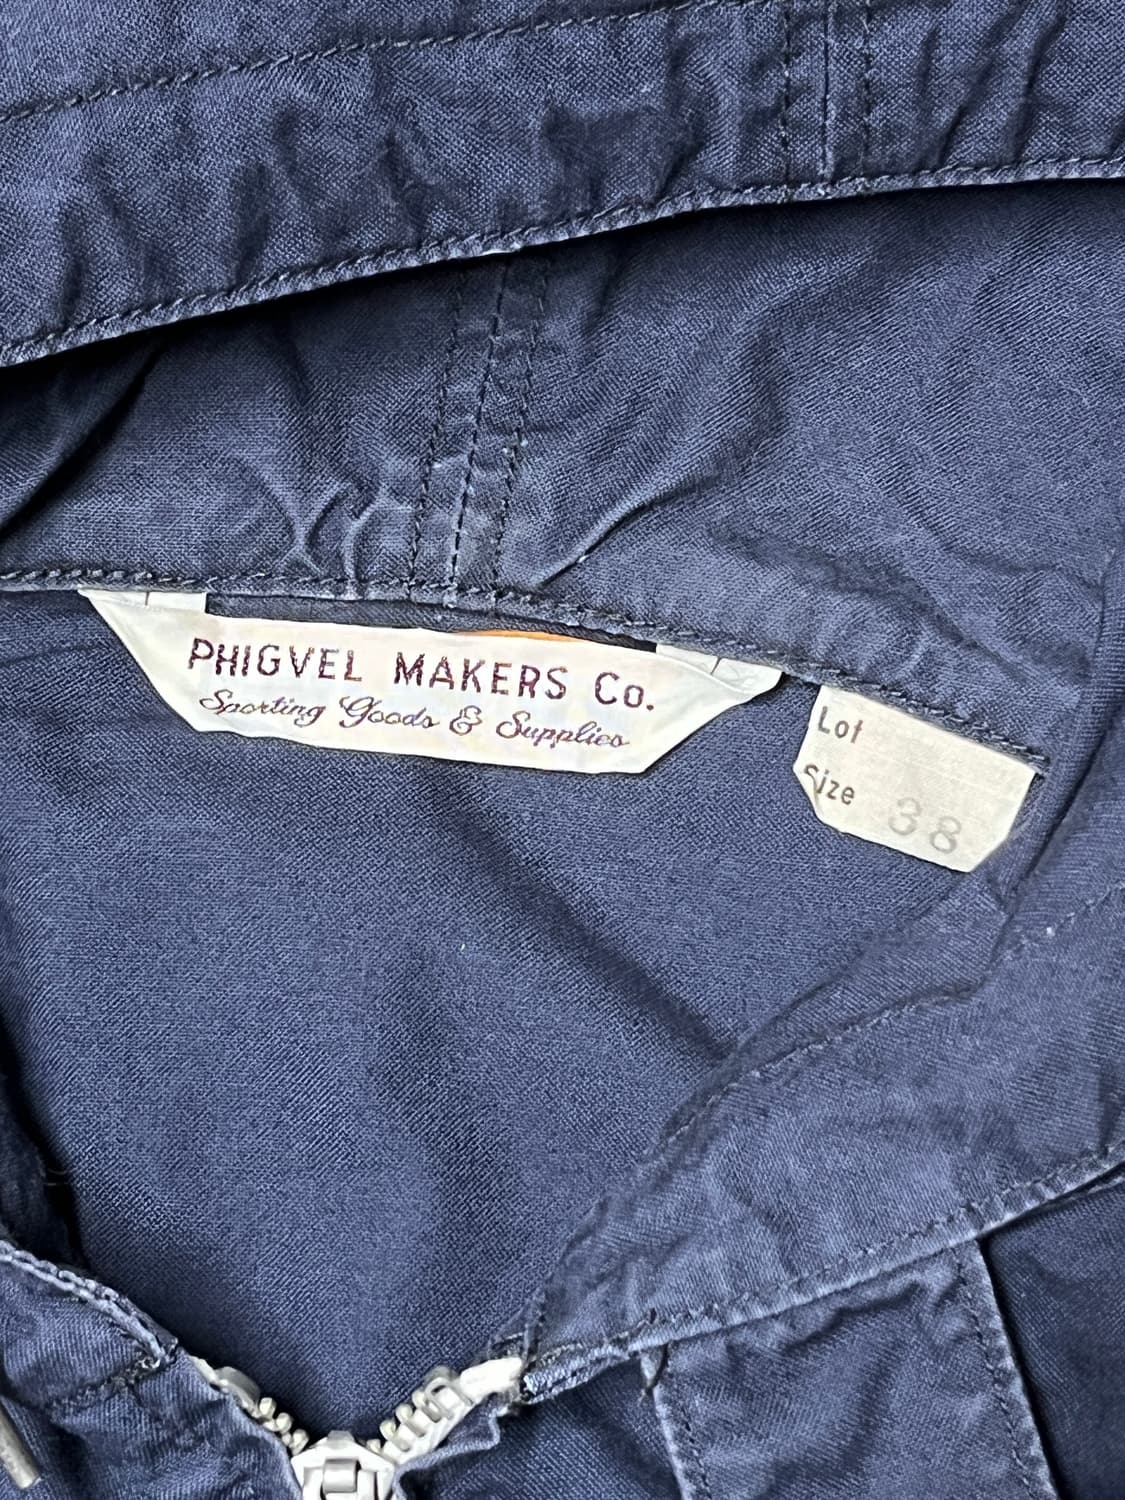 PHIGVEL MAKERS Co.
Sporting Goods & Supplies
Lot
Size 38